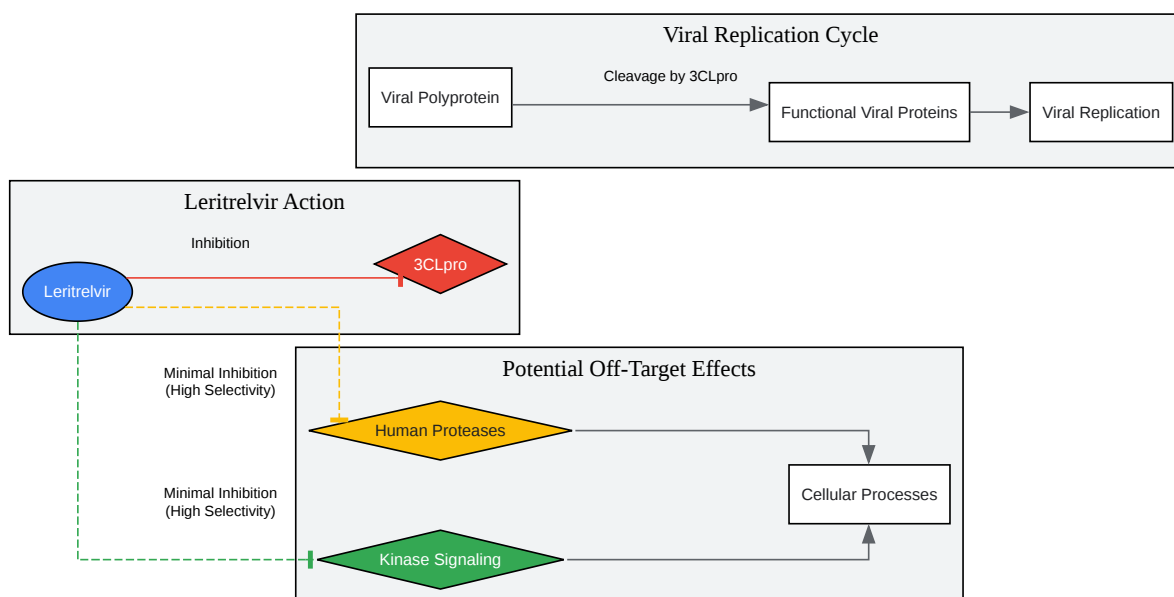 Viral Replication Cycle
Cleavage by 3CLpro
Viral Polyprotein
Functional Viral Proteins
Viral Replication
Leritrelvir Action
Inhibition
3CLpro
Leritrelvir
Potential Off-Target Effects
Minimal Inhibition
(High Selectivity)
Human Proteases
Cellular Processes
Minimal Inhibition
(High Selectivity)
Kinase Signaling